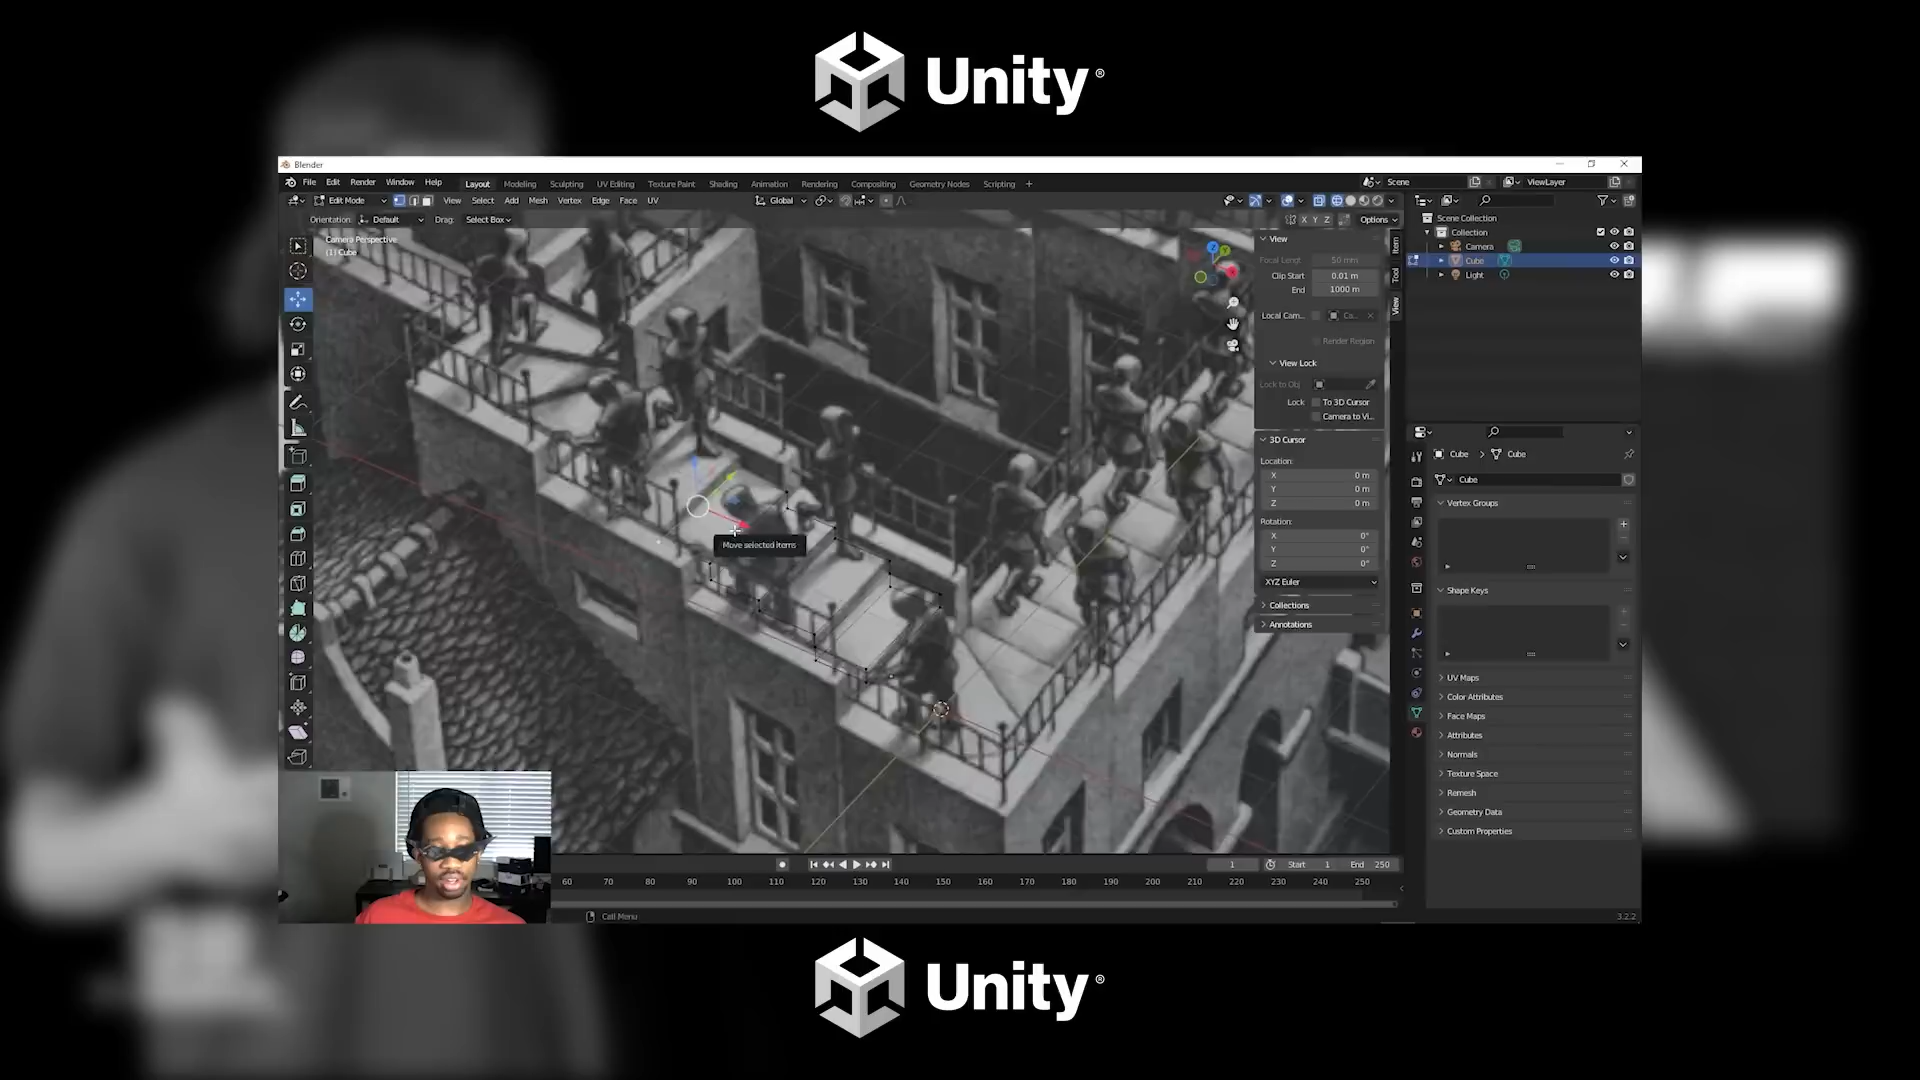 Unity®
Blender
File Edit Render Window Help Layout Modeling Sculpting UV Editing Texture Paint Shading Animation Rendering Compositing Geometry Nodes Scripting + Scene ViewLayer
Edit Mode View Select Add Mesh Vertex Edge Face UV Global
Orientation: Default Drag: Select Box X Y Z Options
Camera Perspective
(1) Cube
View
Focal Lengt 50 mm
Clip Start 0.01 m
End 1000 m
Local Cam...
Render Region
View Lock
Lock to Obj
Lock To 3D Cursor
Camera to Vi...
3D Cursor
Location:
X 0 m
Y 0 m
Z 0 m
Rotation:
X 0°
Y 0°
Z 0°
XYZ Euler
Collections
Annotations
Item
Tool
View
Move selected items
Scene Collection
Collection
Camera
Cube
Light
Cube > Cube
Cube
Vertex Groups
Shape Keys
UV Maps
Color Attributes
Face Maps
Attributes
Normals
Texture Space
Remesh
Geometry Data
Custom Properties
1 Start 1 End 250
60 70 80 90 100 110 120 130 140 150 160 170 180 190 200 210 220 230 240 250
Call Menu
3.2.2
Unity®